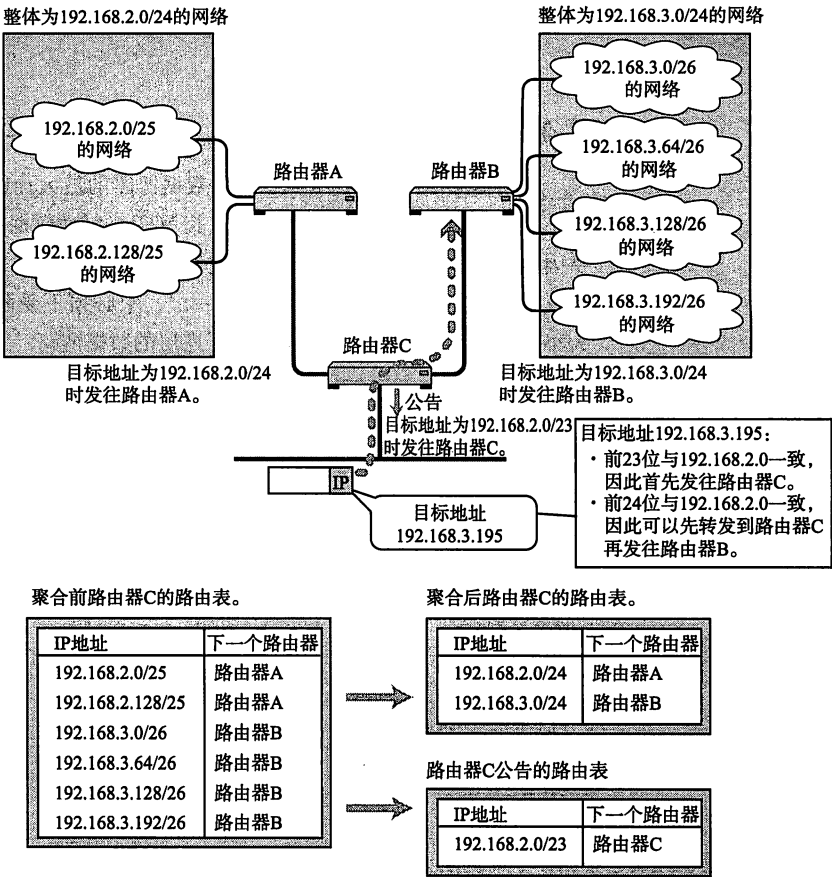 整体为192.168.2.0/24的网络
整体为192.168.3.0/24的网络
192.168.2.0/25
的网络
192.168.2.128/25
的网络
路由器A
路由器B
192.168.3.0/26
的网络
192.168.3.64/26
的网络
192.168.3.128/26
的网络
192.168.3.192/26
的网络
路由器C
目标地址为192.168.2.0/24
时发往路由器A。
目标地址为192.168.3.0/24
时发往路由器B。
公告
目标地址为192.168.2.0/23
时发往路由器C。
IP
目标地址
192.168.3.195
目标地址192.168.3.195：
·前23位与192.168.2.0一致，
因此首先发往路由器C。
·前24位与192.168.2.0一致，
因此可以先转发到路由器C
再发往路由器B。
聚合前路由器C的路由表。
IP地址 下一个路由器
192.168.2.0/25 路由器A
192.168.2.128/25 路由器A
192.168.3.0/26 路由器B
192.168.3.64/26 路由器B
192.168.3.128/26 路由器B
192.168.3.192/26 路由器B
聚合后路由器C的路由表。
IP地址 下一个路由器
192.168.2.0/24 路由器A
192.168.3.0/24 路由器B
路由器C公告的路由表
IP地址 下一个路由器
192.168.2.0/23 路由器C